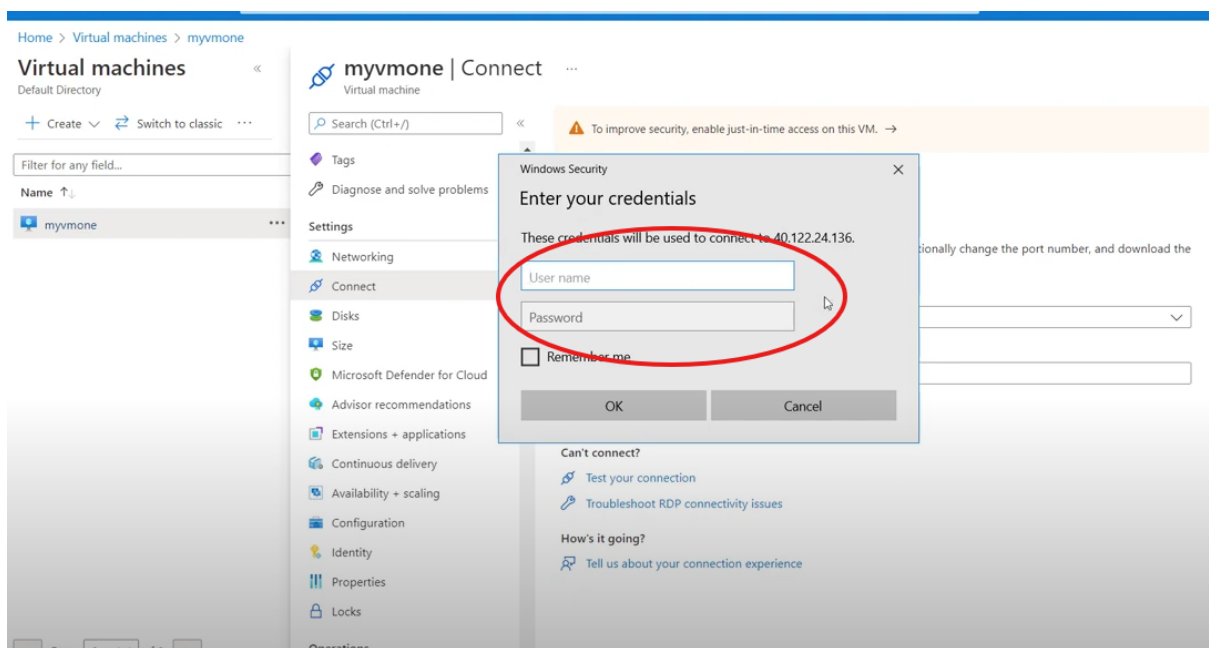 Home > Virtual machines > myvmone
Virtual machines
Default Directory
Create
Switch to classic
Filter for any field...
Name
myvmone
myvmone | Connect
Virtual machine
Search (Ctrl+/)
Tags
Diagnose and solve problems
Settings
Networking
Connect
Disks
Size
Microsoft Defender for Cloud
Advisor recommendations
Extensions + applications
Continuous delivery
Availability + scaling
Configuration
Identity
Properties
Locks
Operations
To improve security, enable just-in-time access on this VM. →
Windows Security
Enter your credentials
These credentials will be used to connect to 40.122.24.136.
User name
Password
Remember me
OK
Cancel
change the port number, and download the
Can't connect?
Test your connection
Troubleshoot RDP connectivity issues
How's it going?
Tell us about your connection experience